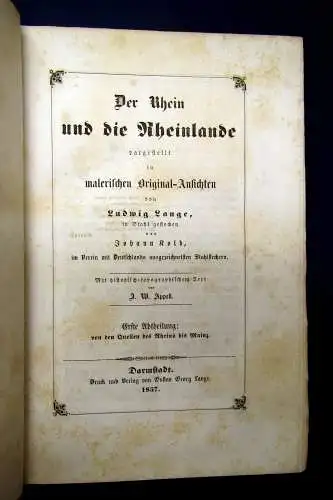 Der Rhein
und die Rheinlande
dargestellt
in
malerischen Original-Ansichten
von
Ludwig Lange,
in Stahl gestochen
von
Johann Kolb,
im Verein mit Deutschlands ausgezeichnetsten Stahlstechern.
Mit historisch-topographischem Text
von
J. W. Appell.
Erste Abtheilung:
von den Quellen des Rheins bis Mainz.
Darmstadt.
Druck und Verlag von Gustav Georg Lange.
1857.